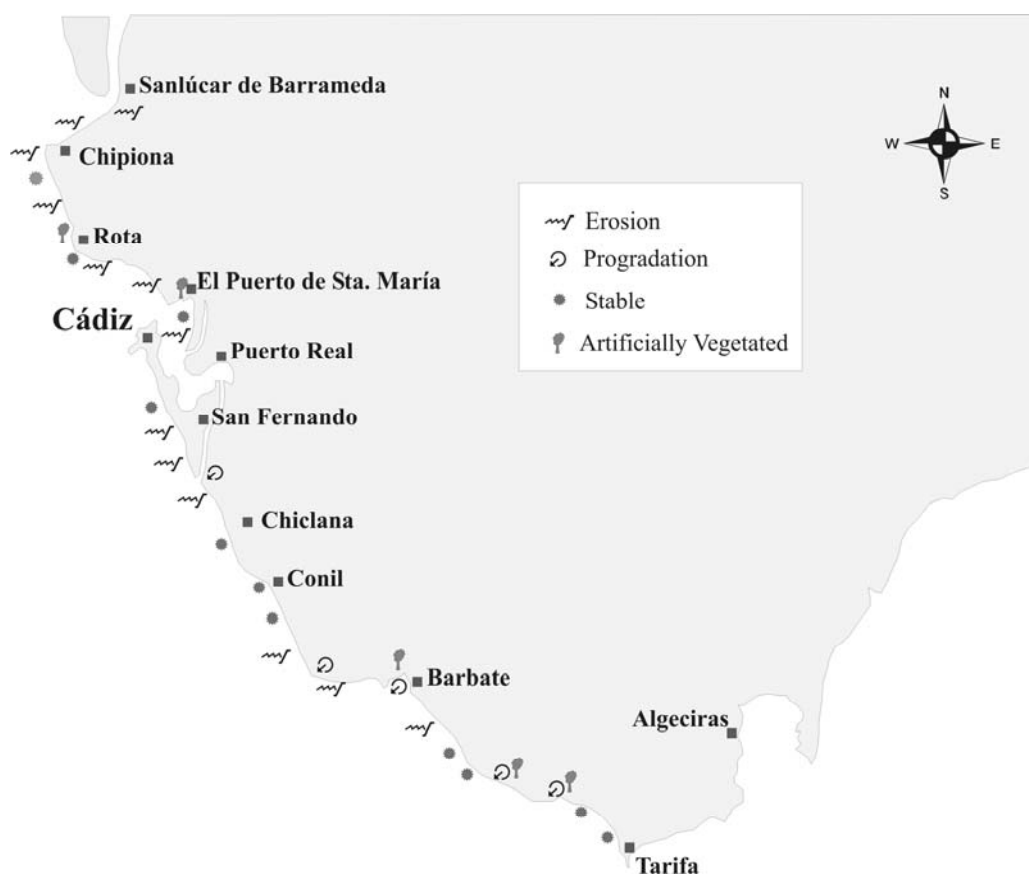 Sanlúcar de Barrameda
N
W
E
S
Chipiona
Erosion
Rota
Progradation
El Puerto de Sta. María
Stable
Cádiz
Artificially Vegetated
Puerto Real
San Fernando
Chiclana
Conil
Barbate
Algeciras
Tarifa